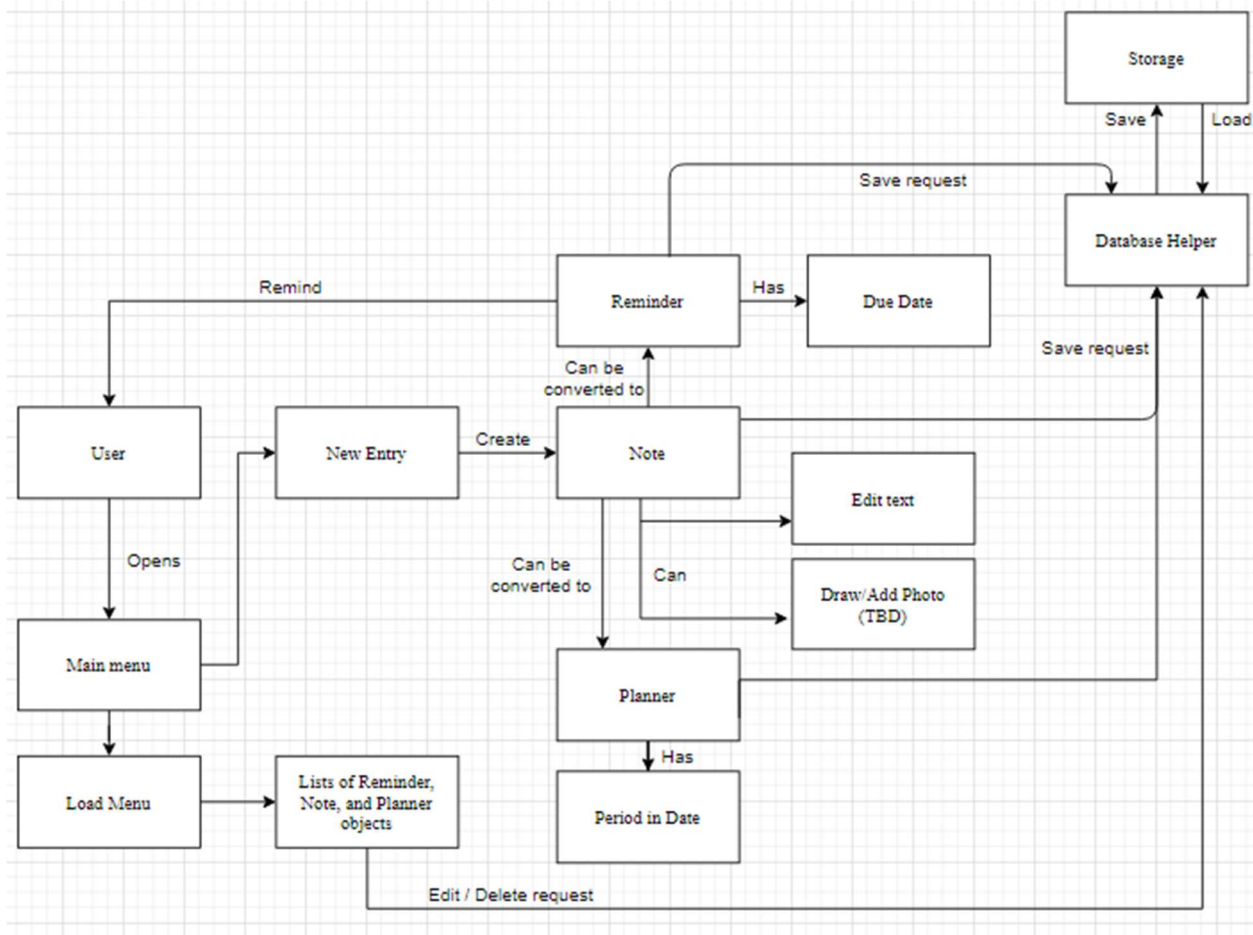 Storage
Save
Load
Save request
Database Helper
Remind
Reminder
Has
Due Date
Save request
Can be
converted to
User
New Entry
Create
Note
Edit text
Opens
Can be
converted to
Can
Draw/Add Photo
(TBD)
Main menu
Planner
Has
Load Menu
Lists of Reminder,
Note, and Planner
objects
Period in Date
Edit / Delete request